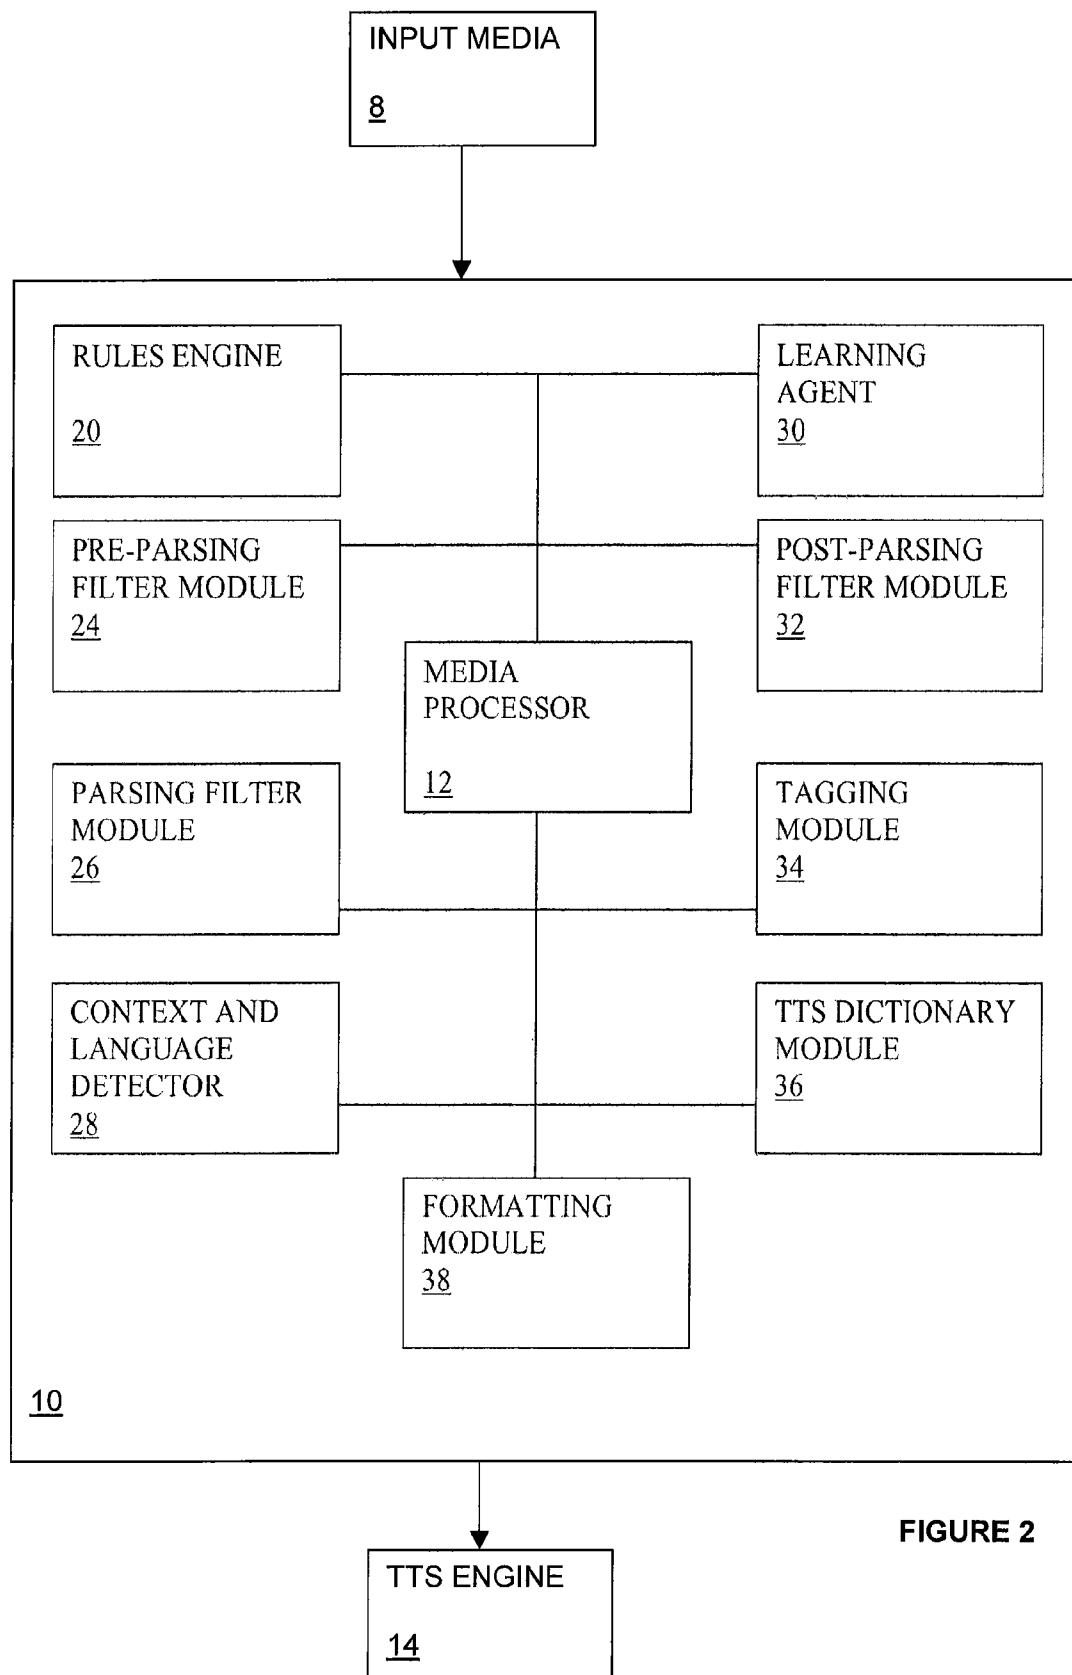 INPUT MEDIA
8
RULES ENGINE
20
LEARNING
AGENT
30
PRE-PARSING
FILTER MODULE
24
POST-PARSING
FILTER MODULE
32
MEDIA
PROCESSOR
12
PARSING FILTER
MODULE
26
TAGGING
MODULE
34
CONTEXT AND
LANGUAGE
DETECTOR
28
TTS DICTIONARY
MODULE
36
FORMATTING
MODULE
38
10
FIGURE 2
TTS ENGINE
14